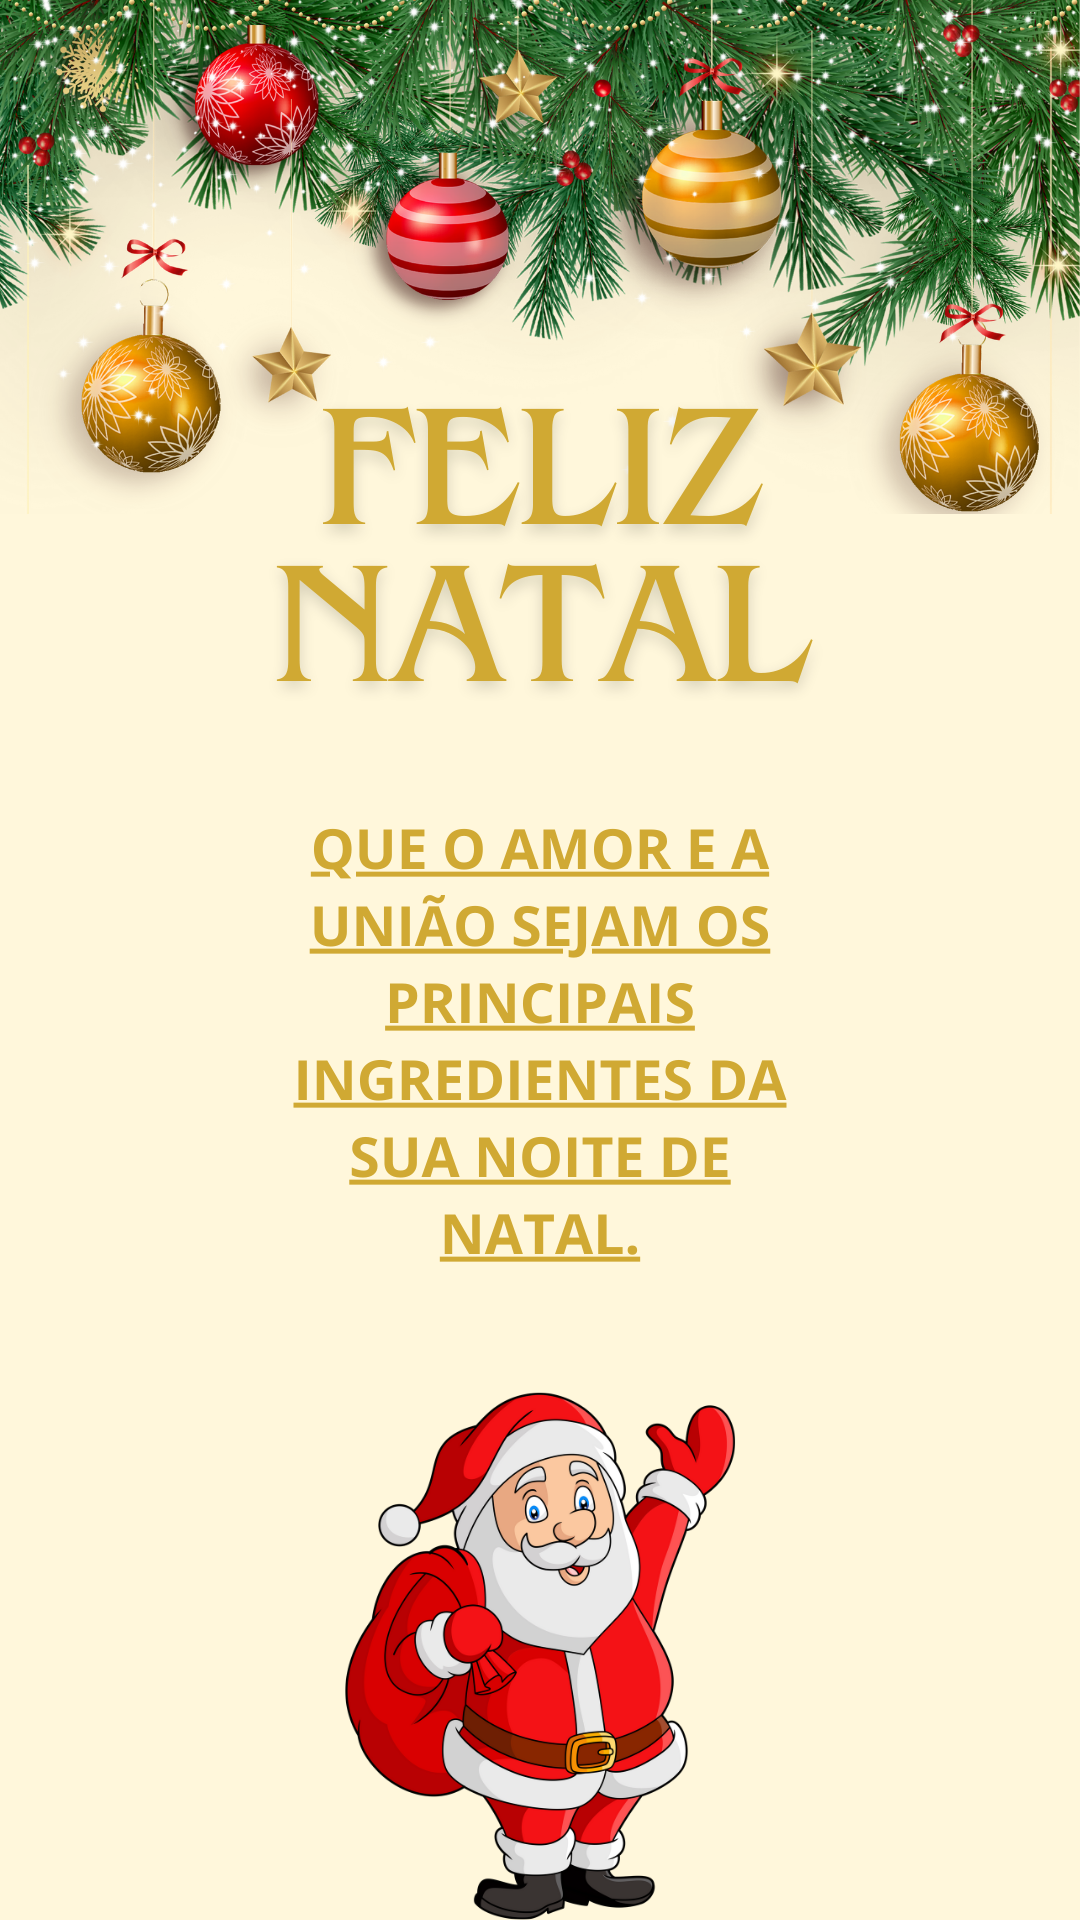 FELIZ
NATAL
QUE O AMOR E A
UNIÃO SEJAM OS
PRINCIPAIS
INGREDIENTES DA
SUA NOITE DE
NATAL.